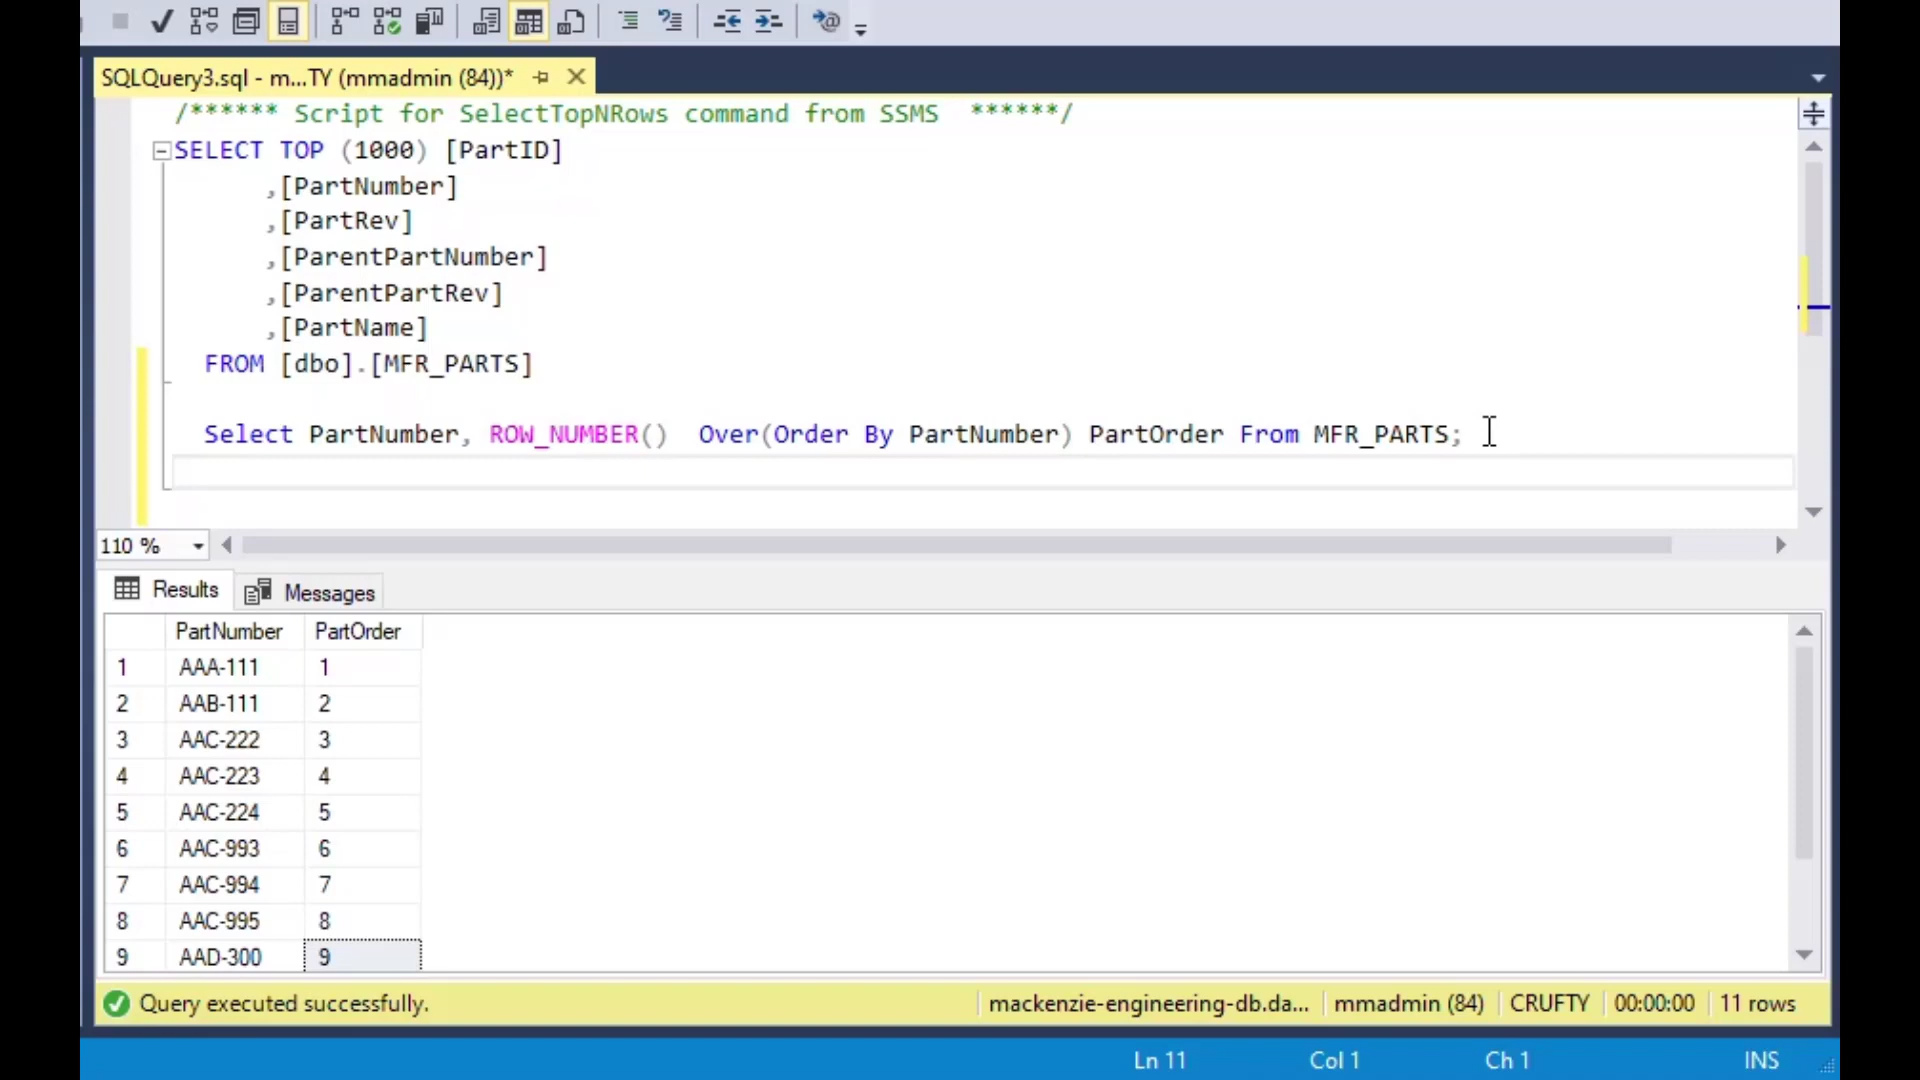 SQLQuery3.sql - m...TY (mmadmin (84))*
/****** Script for SelectTopNRows command from SSMS  ******/
SELECT TOP (1000) [PartID]
,[PartNumber]
,[PartRev]
,[ParentPartNumber]
,[ParentPartRev]
,[PartName]
FROM [dbo].[MFR_PARTS]
Select PartNumber, ROW_NUMBER()  Over(Order By PartNumber) PartOrder From MFR_PARTS;
110 %
Results Messages
PartNumber PartOrder
1 AAA-111 1
2 AAB-111 2
3 AAC-222 3
4 AAC-223 4
5 AAC-224 5
6 AAC-993 6
7 AAC-994 7
8 AAC-995 8
9 AAD-300 9
Query executed successfully. mackenzie-engineering-db.da... mmadmin (84) CRUFTY 00:00:00 11 rows
Ln 11 Col 1 Ch 1 INS